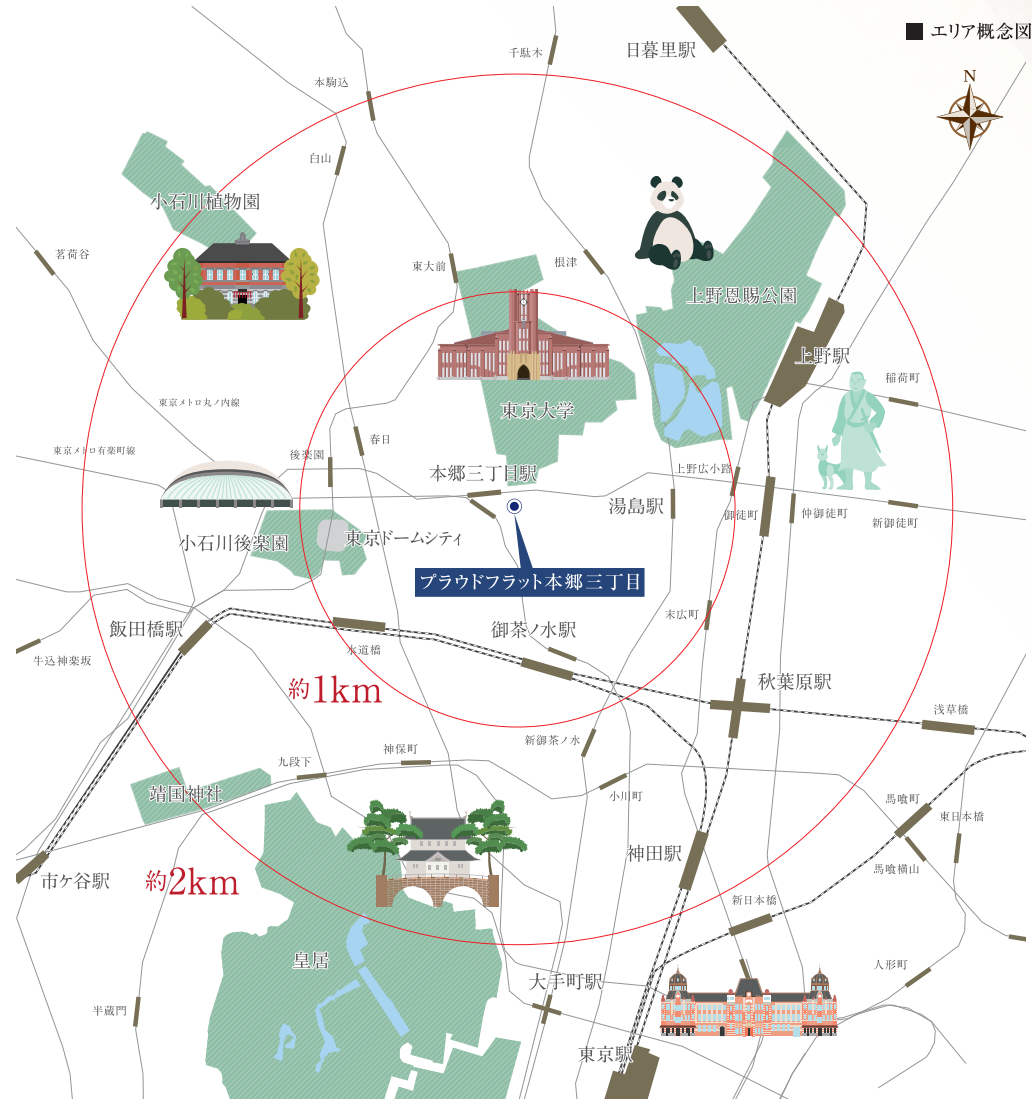 エリア概念図
日暮里駅
千駄木
N
本駒込
白山
小石川植物園
茗荷谷
東大前
根津
上野恩賜公園
上野駅
稲荷町
東京メトロ丸ノ内線
東京大学
春日
東京メトロ有楽町線
後楽園
本郷三丁目駅
上野広小路
湯島駅
御徒町
仲御徒町
新御徒町
小石川後楽園
東京ドームシティ
プラウドフラット本郷三丁目
飯田橋駅
水道橋
御茶ノ水駅
末広町
牛込神楽坂
約1km
秋葉原駅
浅草橋
新御茶ノ水
神保町
九段下
小川町
靖国神社
馬喰町
東日本橋
神田駅
馬喰横山
市ケ谷駅
約2km
新日本橋
皇居
大手町駅
人形町
半蔵門
東京駅